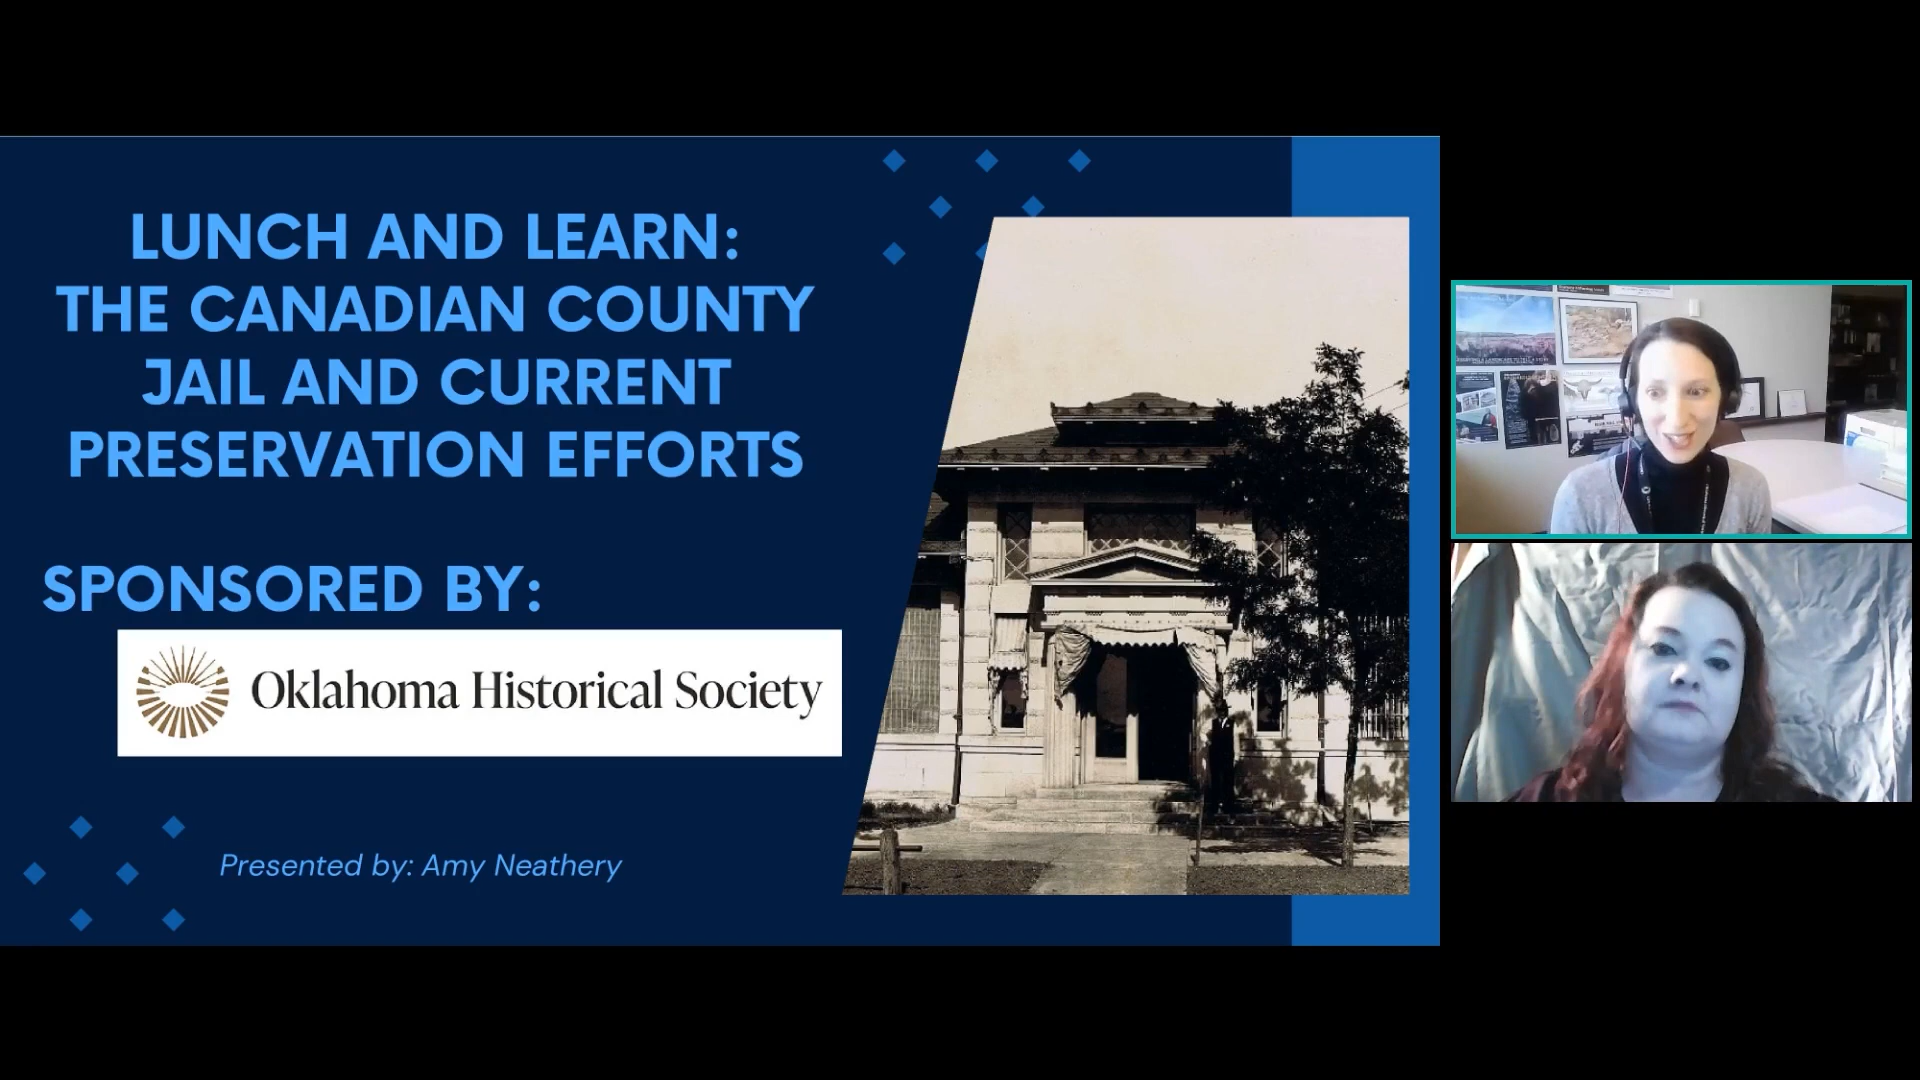 LUNCH AND LEARN:
THE CANADIAN COUNTY
JAIL AND CURRENT
PRESERVATION EFFORTS
SPONSORED BY:
Oklahoma Historical Society
Presented by: Amy Neathery